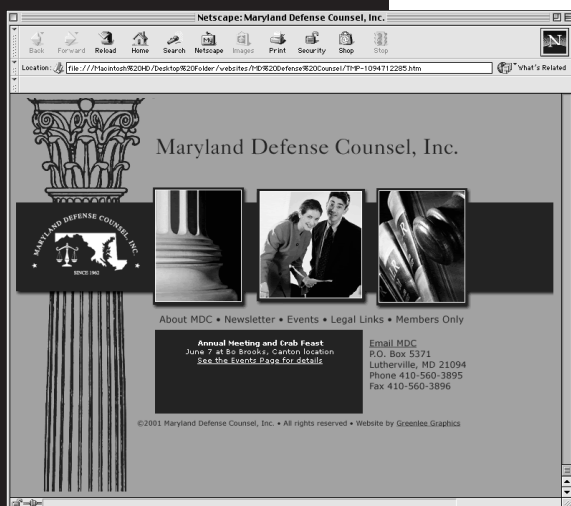 Netscape: Maryland Defense Counsel, Inc.
Back Forward Reload Home Search Netscape Images Print Security Shop Stop
N
Location: file:///Macintosh%20HD/Desktop%20Folder/websites/MD%20Defense%20Counsel/TMP-1094712285.htm What's Related
Maryland Defense Counsel, Inc.
MARYLAND DEFENSE COUNSEL, INC.
SINCE 1962
About MDC • Newsletter • Events • Legal Links • Members Only
Annual Meeting and Crab Feast
June 7 at Bo Brooks, Canton location
See the Events Page for details
Email MDC
P.O. Box 5371
Lutherville, MD 21094
Phone 410-560-3895
Fax 410-560-3896
©2001 Maryland Defense Counsel, Inc. • All rights reserved • Website by Greenlee Graphics